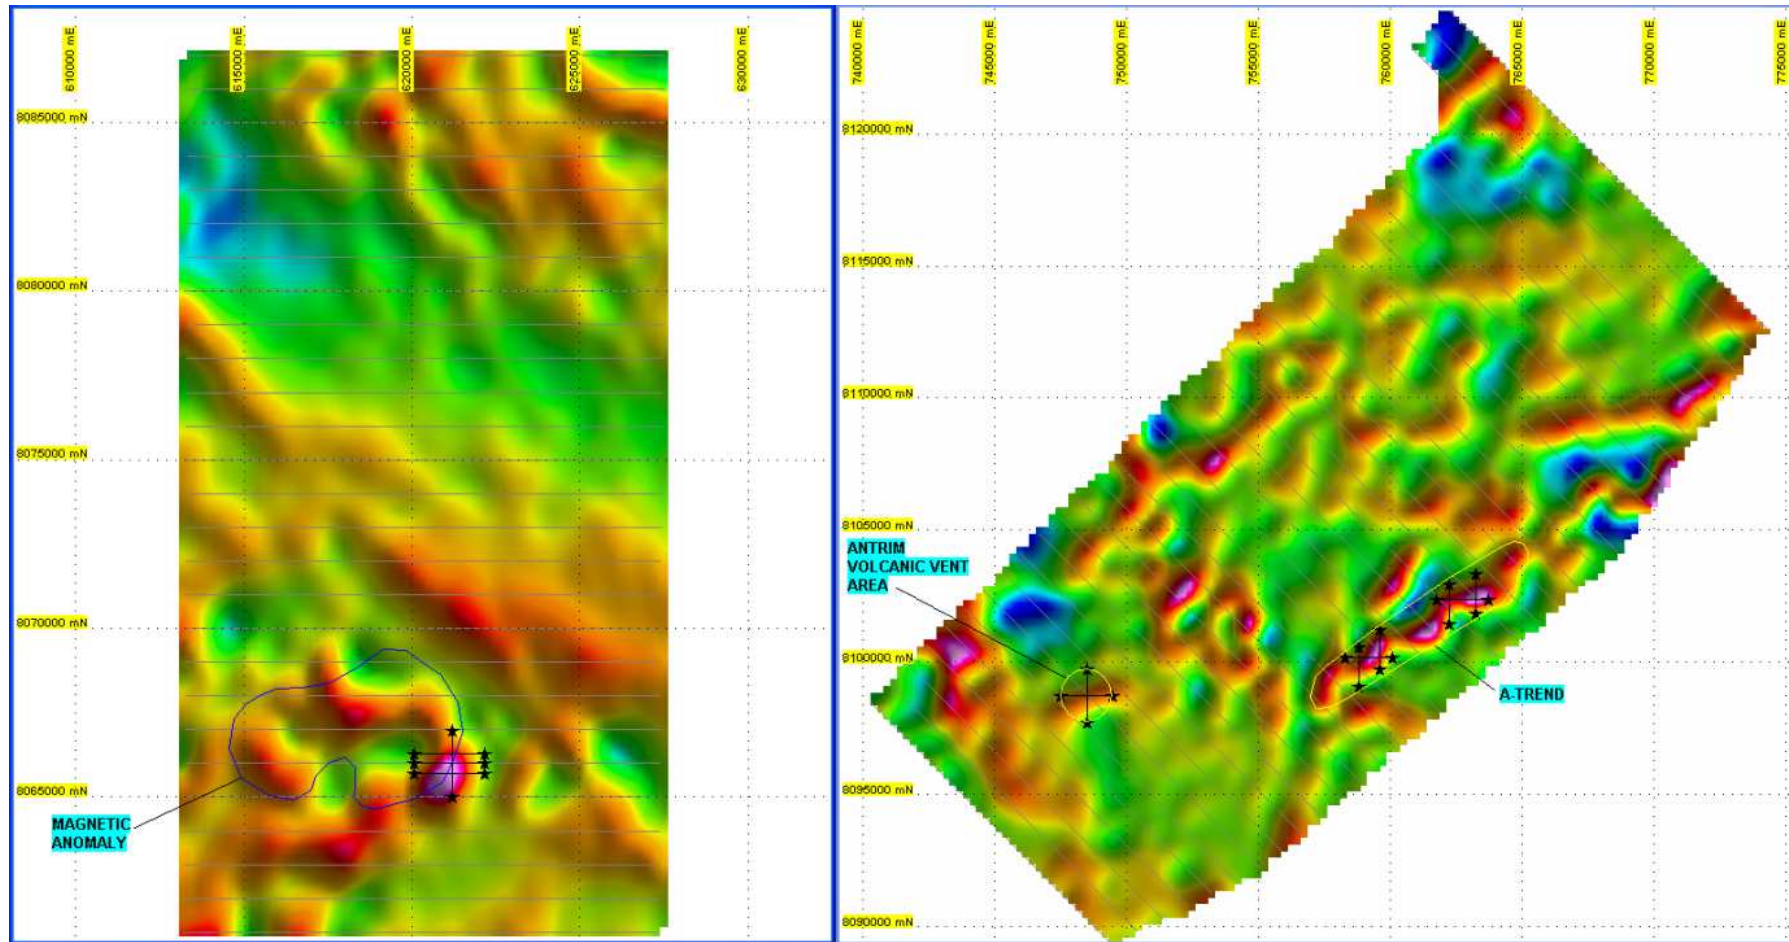 610000 mE
615000 mE
620000 mE
625000 mE
630000 mE
8085000 mN
8080000 mN
8075000 mN
8070000 mN
8065000 mN
MAGNETIC
ANOMALY
740000 mE
745000 mE
750000 mE
755000 mE
760000 mE
765000 mE
770000 mE
775000 mE
8120000 mN
8115000 mN
8110000 mN
8105000 mN
ANTRIM
VOLCANIC VENT
AREA
8100000 mN
A-TREND
8095000 mN
8090000 mN